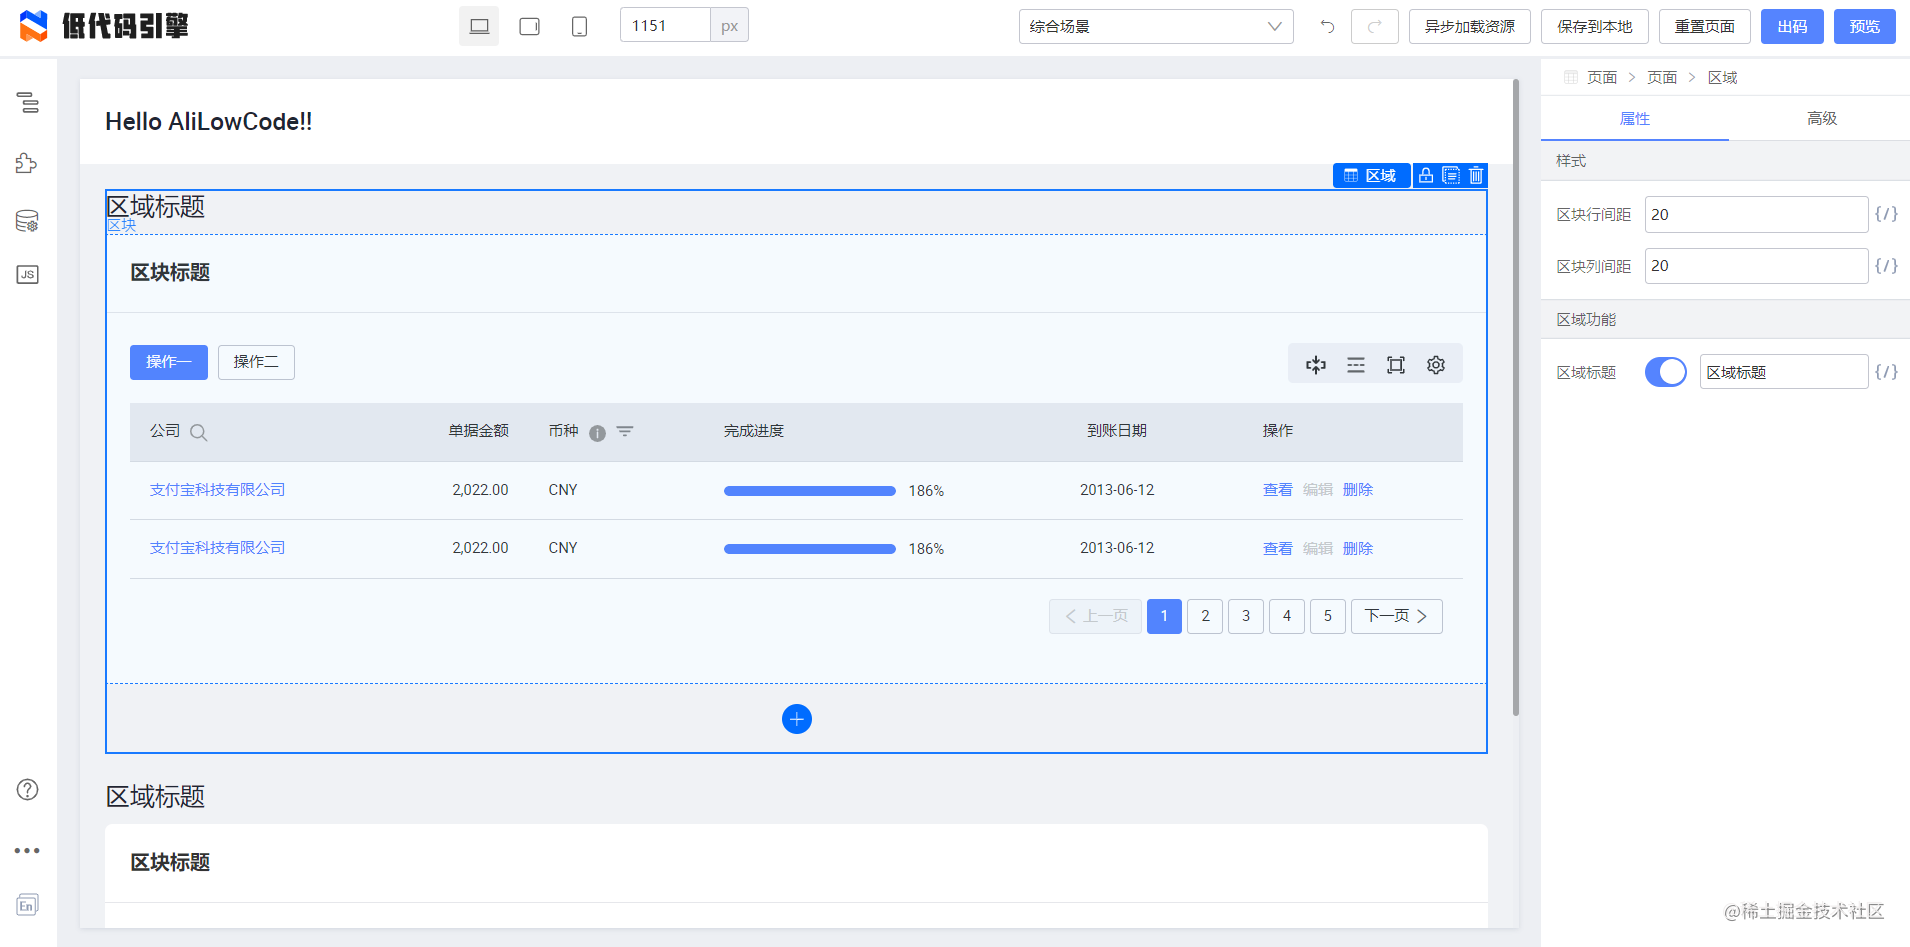 低代码引擎
1151 px
综合场景
异步加载资源
保存到本地
重置页面
出码
预览
页面 > 页面 > 区域
属性
高级
样式
区块行间距 20 {/}
区块列间距 20 {/}
区域功能
区域标题 区域标题 {/}
JS
En
Hello AliLowCode!!
区域
区域标题
区块
区块标题
操作一 操作二
公司 单据金额 币种 完成进度 到账日期 操作
支付宝科技有限公司 2,022.00 CNY 186% 2013-06-12 查看 编辑 删除
支付宝科技有限公司 2,022.00 CNY 186% 2013-06-12 查看 编辑 删除
上一页 1 2 3 4 5 下一页
区域标题
区块标题
@稀土掘金技术社区